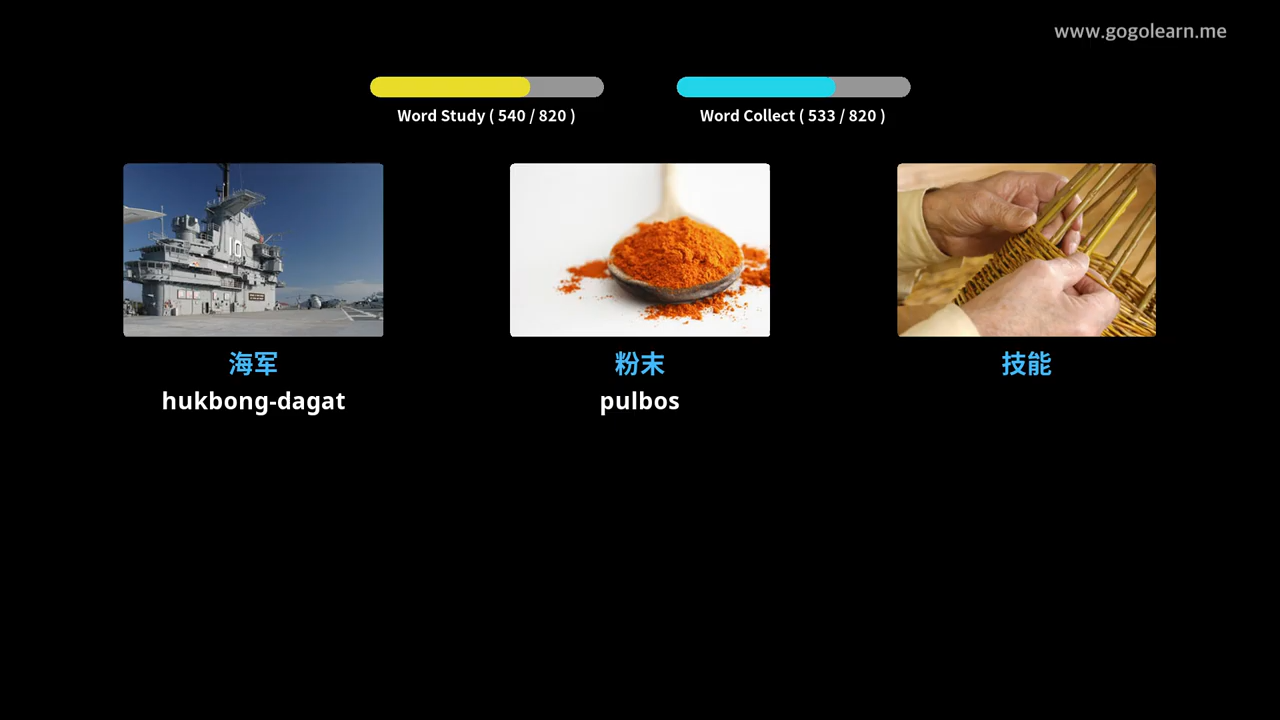 www.gogolearn.me
Word Study ( 540 / 820 )
Word Collect ( 533 / 820 )
10
海军
粉末
技能
hukbong-dagat
pulbos